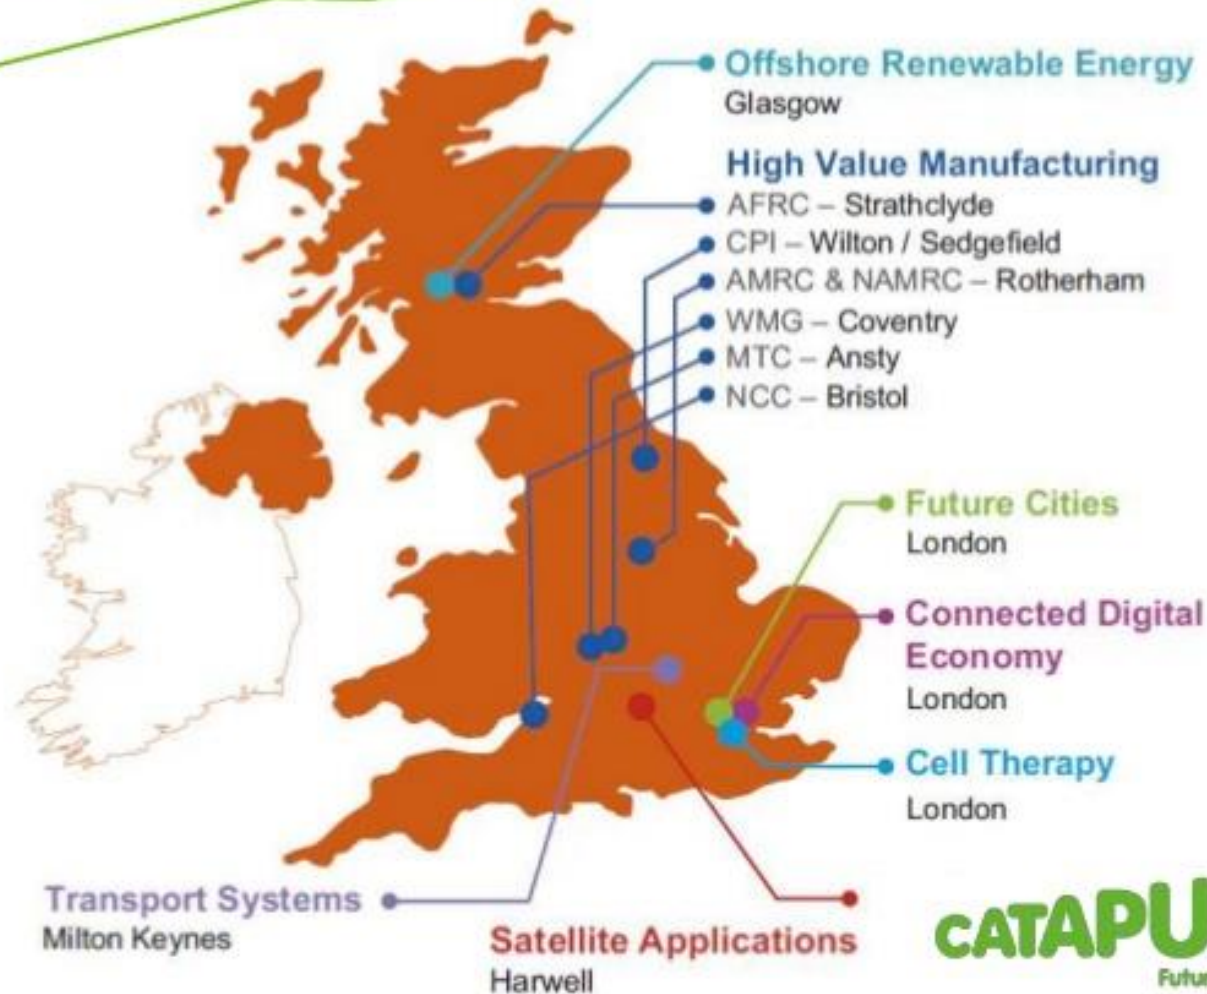 Offshore Renewable Energy
Glasgow
High Value Manufacturing
AFRC – Strathclyde
CPI – Wilton / Sedgefield
AMRC & NAMRC – Rotherham
WMG – Coventry
MTC – Ansty
NCC – Bristol
Future Cities
London
Connected Digital
Economy
London
Cell Therapy
London
Transport Systems
Milton Keynes
Satellite Applications
Harwell
CATAPU
Futu